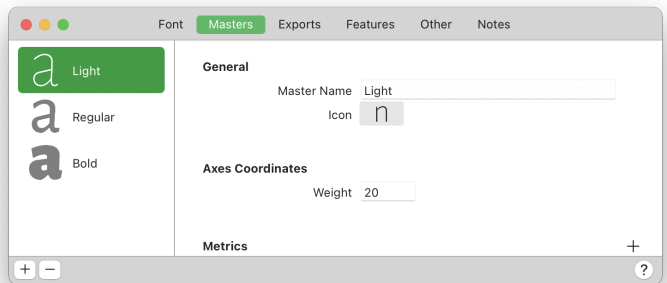 Font Masters Exports Features Other Notes
a Light
a Regular
a Bold
General
Master Name Light
Icon n
Axes Coordinates
Weight 20
Metrics +
+ − ?